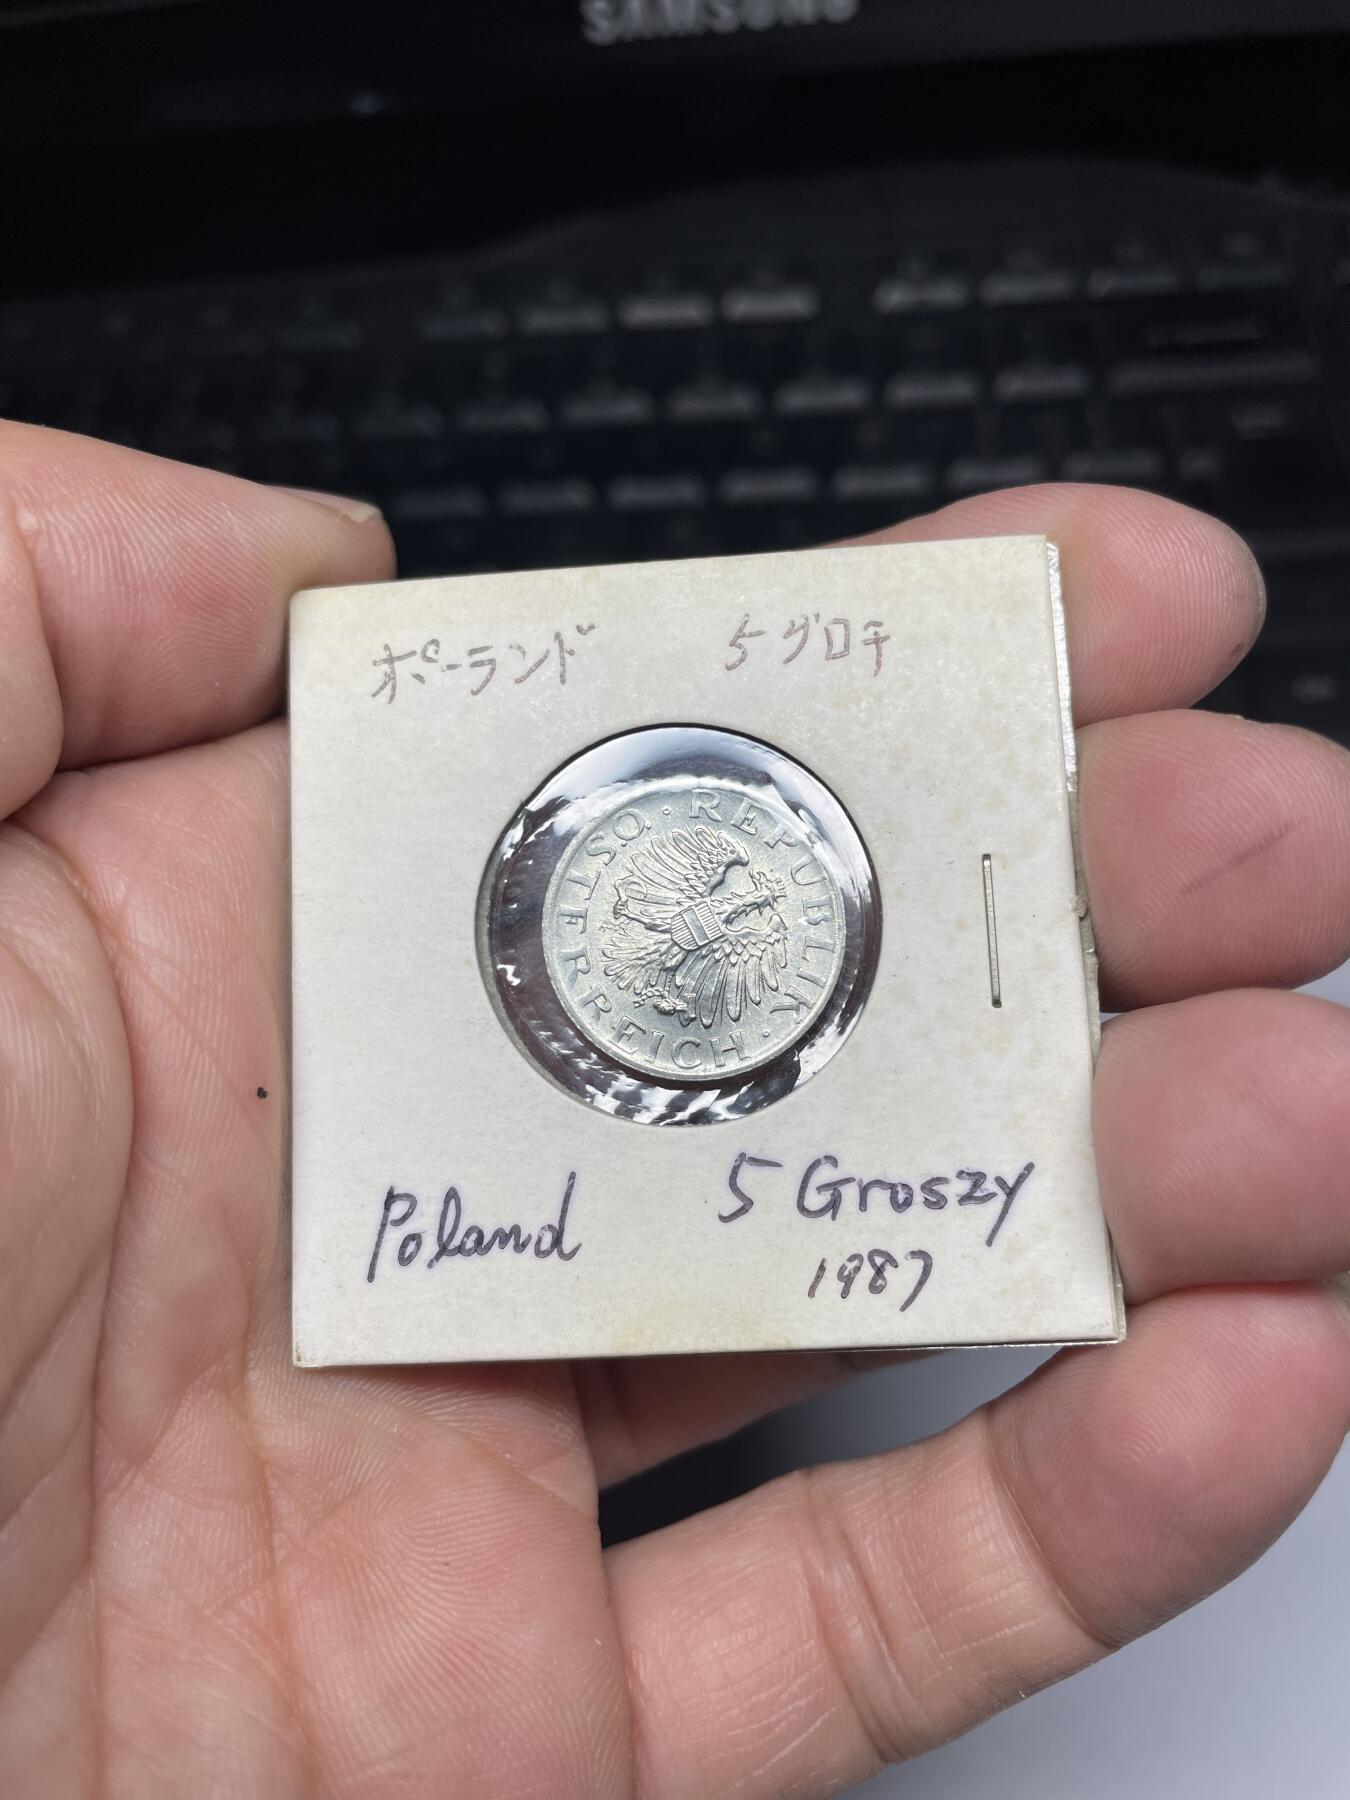 SAMSUNG
ポーランド 5グロチ
REPUBLIK · ÖSTERREICH ·
Poland 5 Groszy
1987